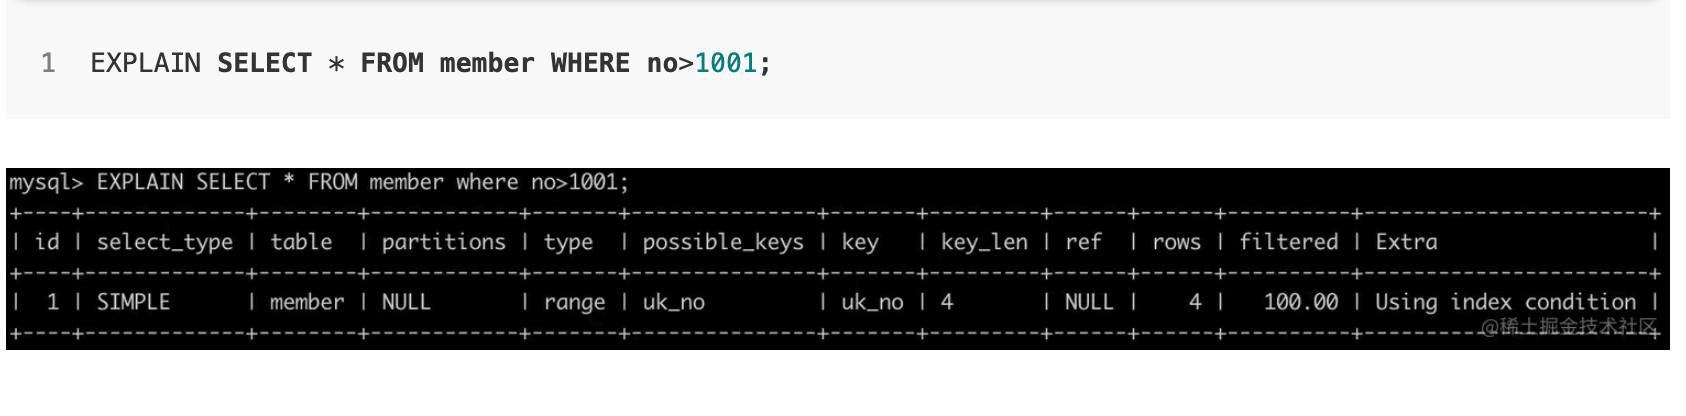 1 EXPLAIN SELECT * FROM member WHERE no>1001;
mysql> EXPLAIN SELECT * FROM member where no>1001;
+----+-------------+--------+------------+-------+---------------+-------+---------+------+------+----------+-----------------------+
| id | select_type | table  | partitions | type  | possible_keys | key   | key_len | ref  | rows | filtered | Extra                 |
+----+-------------+--------+------------+-------+---------------+-------+---------+------+------+----------+-----------------------+
|  1 | SIMPLE      | member | NULL       | range | uk_no         | uk_no | 4       | NULL |    4 |   100.00 | Using index condition |
+----+-------------+--------+------------+-------+---------------+-------+---------+------+------+----------+-----------------------+
@稀土掘金技术社区